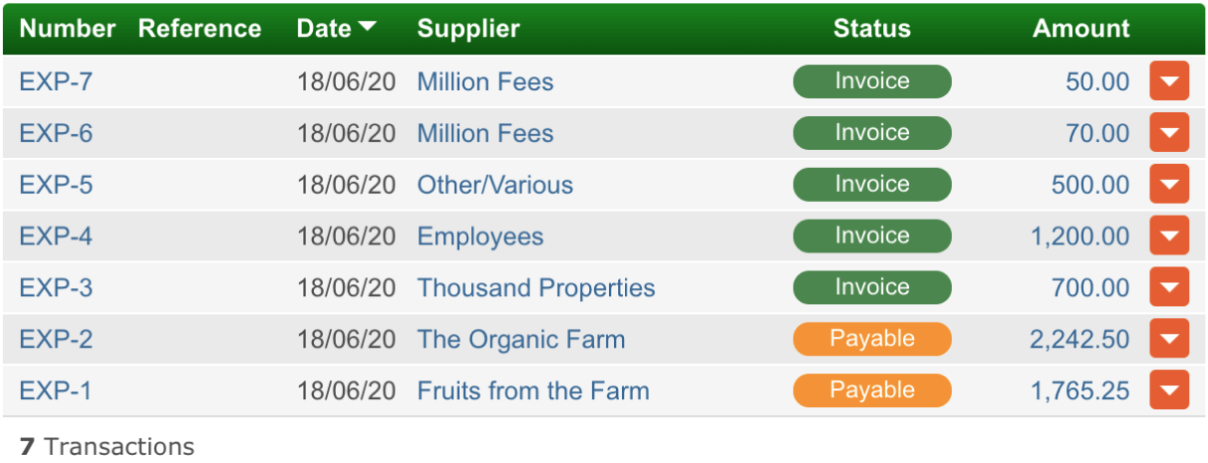 Number Reference Date Supplier Status Amount
EXP-7 18/06/20 Million Fees Invoice 50.00
EXP-6 18/06/20 Million Fees Invoice 70.00
EXP-5 18/06/20 Other/Various Invoice 500.00
EXP-4 18/06/20 Employees Invoice 1,200.00
EXP-3 18/06/20 Thousand Properties Invoice 700.00
EXP-2 18/06/20 The Organic Farm Payable 2,242.50
EXP-1 18/06/20 Fruits from the Farm Payable 1,765.25
7 Transactions